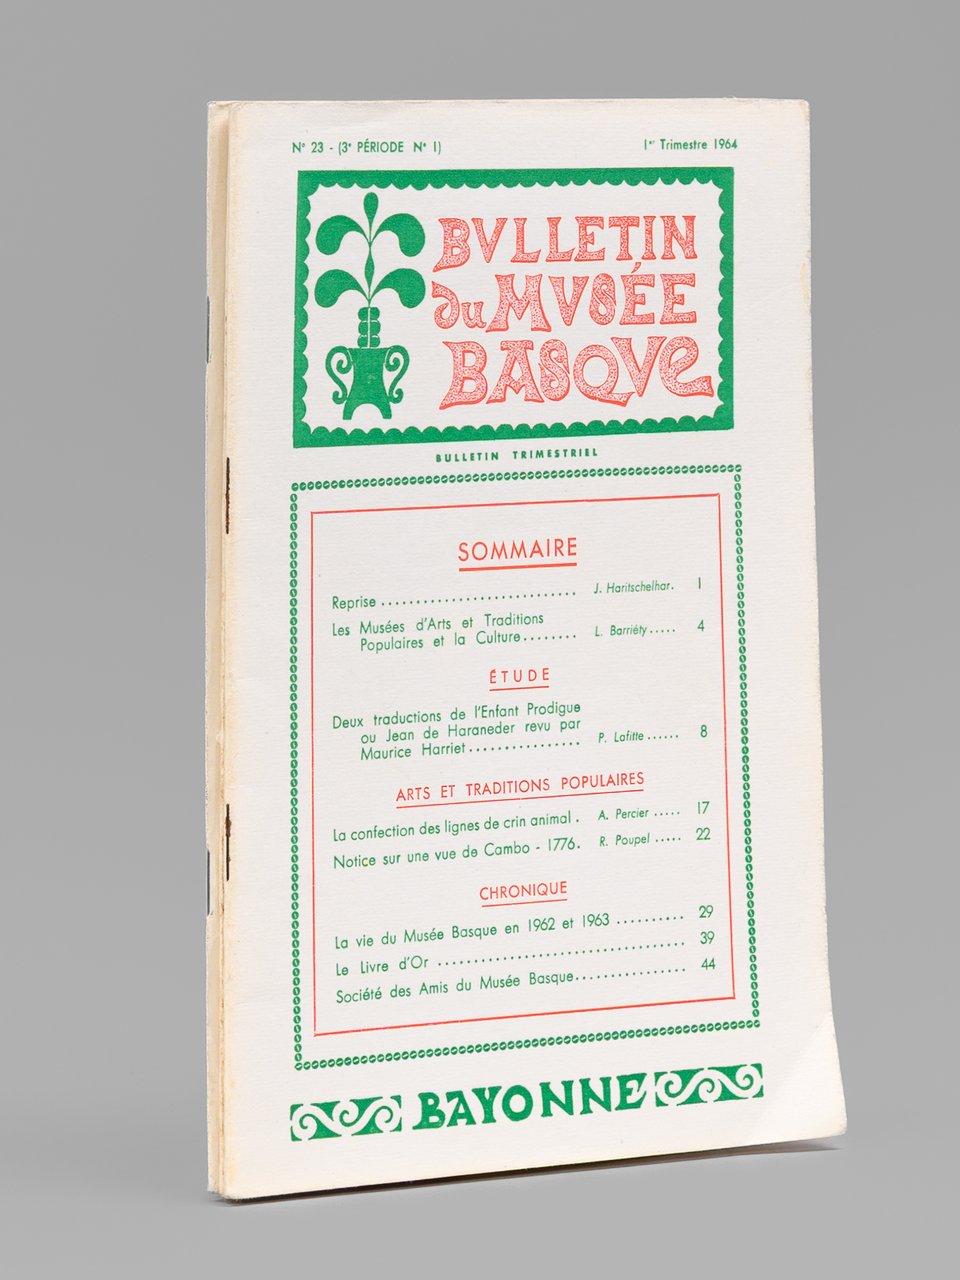 Nº 23 - (3e PÉRIODE Nº I)
1er Trimestre 1964
BVLLETIN
du MVSÉE
BASQVE
BULLETIN TRIMESTRIEL
SOMMAIRE
Reprise ............................ J. Haritschelhar. 1
Les Musées d'Arts et Traditions
Populaires et la Culture........ L. Barriéty..... 4
ÉTUDE
Deux traductions de l'Enfant Prodigue
ou Jean de Haraneder revu par
Maurice Harriet................ P. Lafitte...... 8
ARTS ET TRADITIONS POPULAIRES
La confection des lignes de crin animal . A. Percier ..... 17
Notice sur une vue de Cambo - 1776. R. Poupel ..... 22
CHRONIQUE
La vie du Musée Basque en 1962 et 1963 .......... 29
Le Livre d'Or ................................... 39
Société des Amis du Musée Basque................ 44
BAYONNE